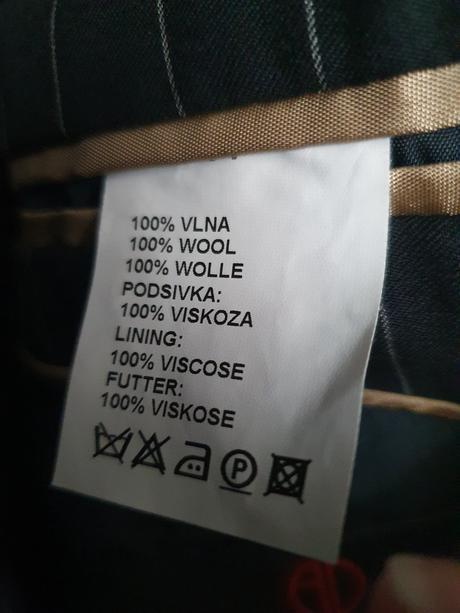 100% VLNA
100% WOOL
100% WOLLE
PODSIVKA:
100% VISKOZA
LINING:
100% VISCOSE
FUTTER:
100% VISKOSE
P